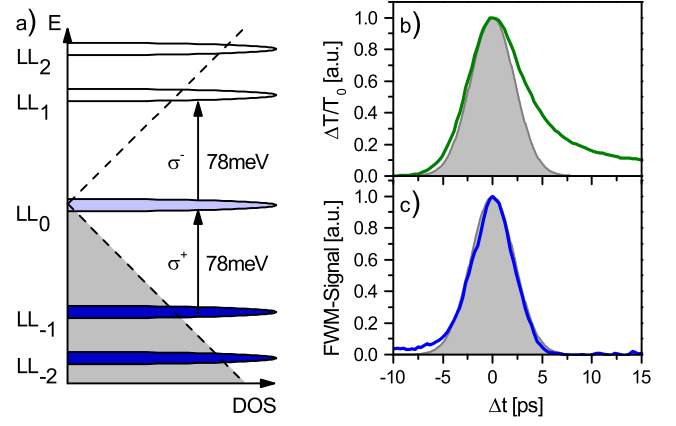 a) E
LL₂
LL₁
σ⁻ 78meV
LL₀
σ⁺ 78meV
LL₋₁
LL₋₂
DOS
b)
ΔT/T₀ [a.u.]
1.0
0.8
0.6
0.4
0.2
0.0
c)
FWM-Signal [a.u.]
1.0
0.8
0.6
0.4
0.2
0.0
-10 -5 0 5 10 15
Δt [ps]